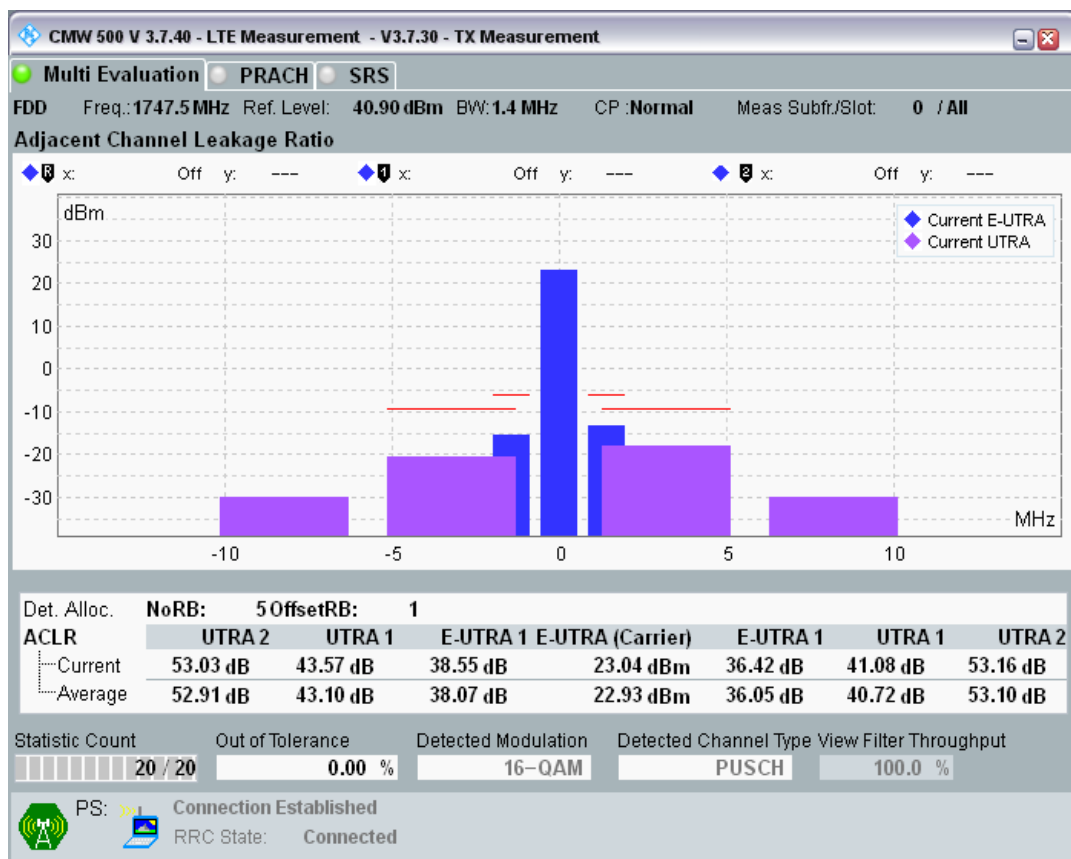 CMW 500 V 3.7.40 - LTE Measurement - V3.7.30 - TX Measurement
Multi Evaluation PRACH SRS
FDD Freq.: 1747.5 MHz Ref. Level: 40.90 dBm BW: 1.4 MHz CP :Normal Meas Subfr./Slot: 0 / All
Adjacent Channel Leakage Ratio
R x: Off y: --- 1 x: Off y: --- 2 x: Off y: ---
dBm
Current E-UTRA
Current UTRA
30
20
10
0
-10
-20
-30
MHz
-10 -5 0 5 10
Det. Alloc. NoRB: 5 OffsetRB: 1
ACLR UTRA 2 UTRA 1 E-UTRA 1 E-UTRA (Carrier) E-UTRA 1 UTRA 1 UTRA 2
Current 53.03 dB 43.57 dB 38.55 dB 23.04 dBm 36.42 dB 41.08 dB 53.16 dB
Average 52.91 dB 43.10 dB 38.07 dB 22.93 dBm 36.05 dB 40.72 dB 53.10 dB
Statistic Count Out of Tolerance Detected Modulation Detected Channel Type View Filter Throughput
20 / 20 0.00 % 16-QAM PUSCH 100.0 %
PS: Connection Established
RRC State: Connected